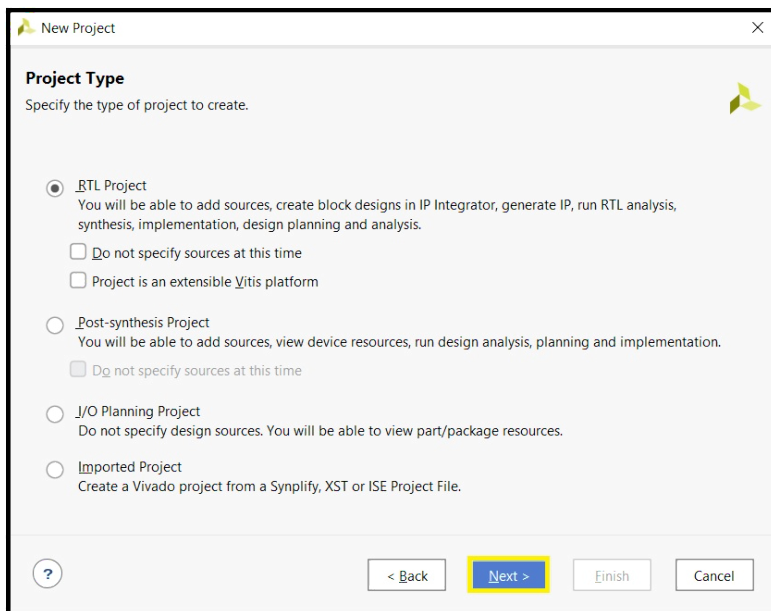 New Project
Project Type
Specify the type of project to create.
RTL Project
You will be able to add sources, create block designs in IP Integrator, generate IP, run RTL analysis,
synthesis, implementation, design planning and analysis.
Do not specify sources at this time
Project is an extensible Vitis platform
Post-synthesis Project
You will be able to add sources, view device resources, run design analysis, planning and implementation.
Do not specify sources at this time
I/O Planning Project
Do not specify design sources. You will be able to view part/package resources.
Imported Project
Create a Vivado project from a Synplify, XST or ISE Project File.
? < Back Next > Finish Cancel